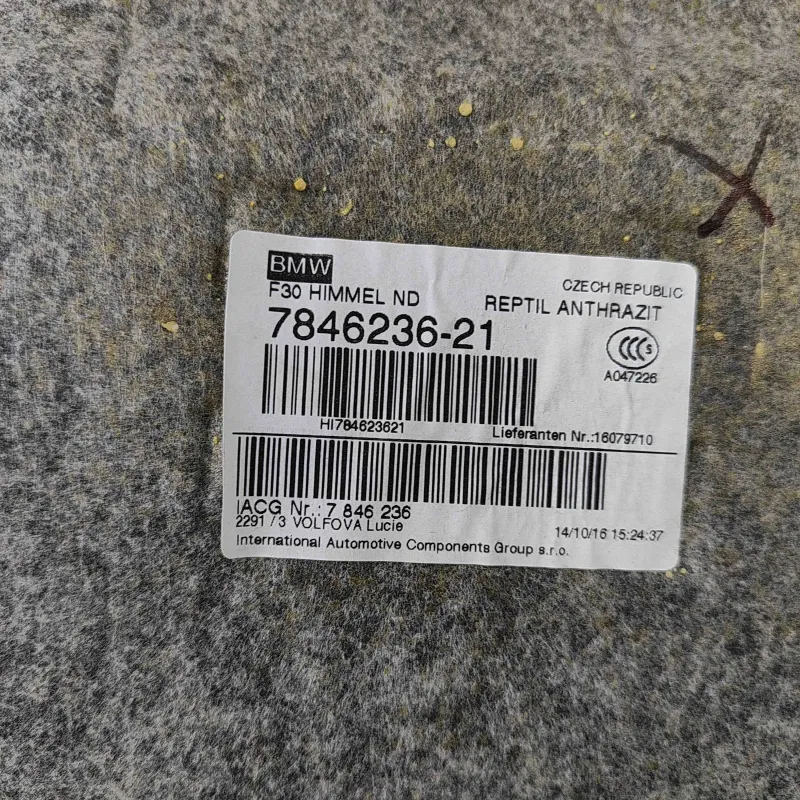 BMW
CZECH REPUBLIC
F30 HIMMEL ND
REPTIL ANTHRAZIT
7846236-21
CCC S
A047226
HI784623621
Lieferanten Nr.:16079710
IACG Nr.: 7 846 236
2291 / 3 VOLFOVA Lucie
14/10/16 15:24:37
International Automotive Components Group s.r.o.
X